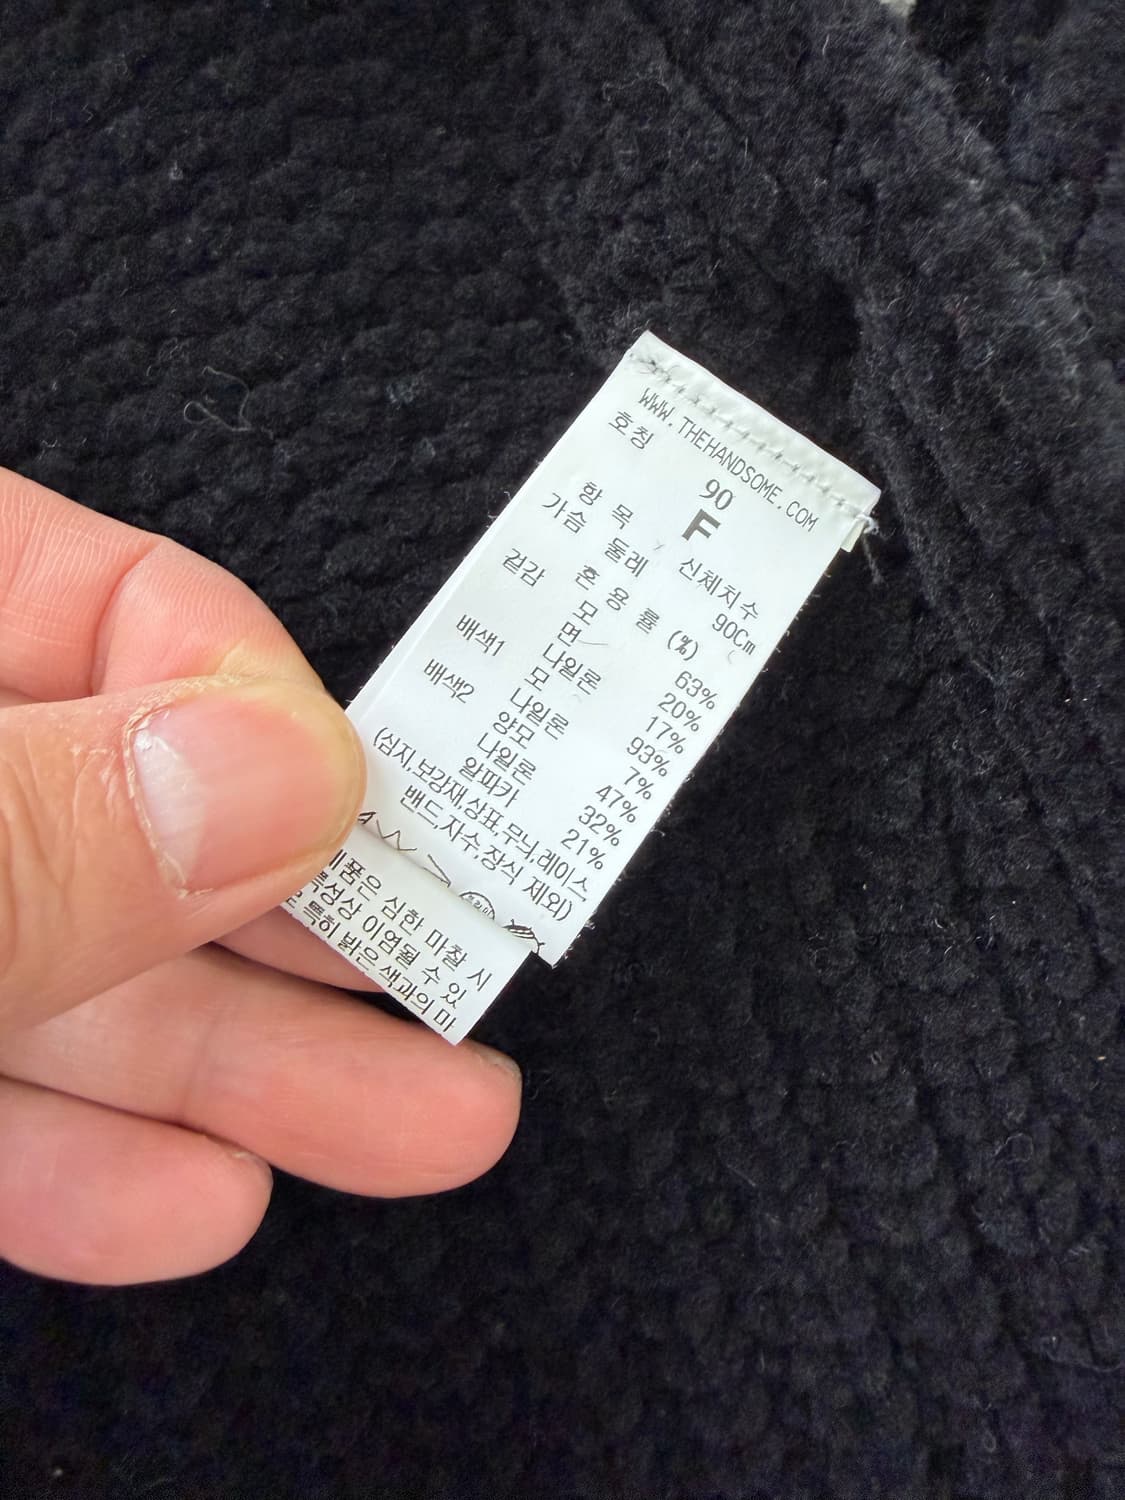 WWW.THEHANDSOME.COM
호칭
90
F
항 목 신체치수
가슴 둘레 90Cm
혼 용 률 (%)
겉감 모 63%
면 20%
나일론 17%
배색1 모 93%
나일론 7%
배색2 양모 47%
나일론 32%
알파카 21%
(심지,보강재,상표,무늬,레이스
밴드,자수,장식 제외)
제품은 심한 마찰 시
특성상 이염될 수 있
특히 밝은 색과의 마